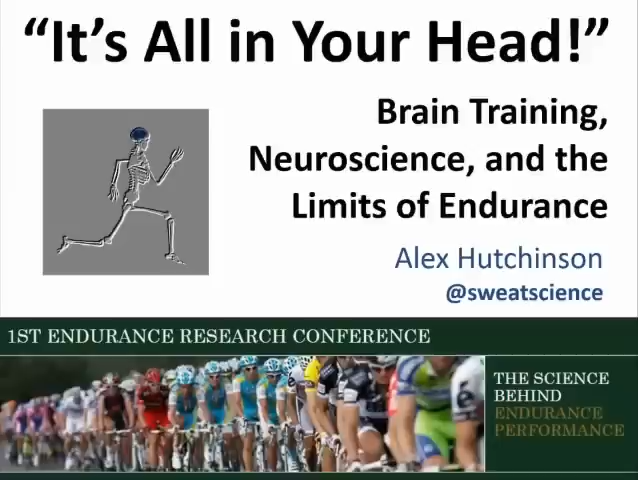 “It’s All in Your Head!”
Brain Training,
Neuroscience, and the
Limits of Endurance
Alex Hutchinson
@sweatscience
1ST ENDURANCE RESEARCH CONFERENCE
THE SCIENCE
BEHIND
ENDURANCE
PERFORMANCE